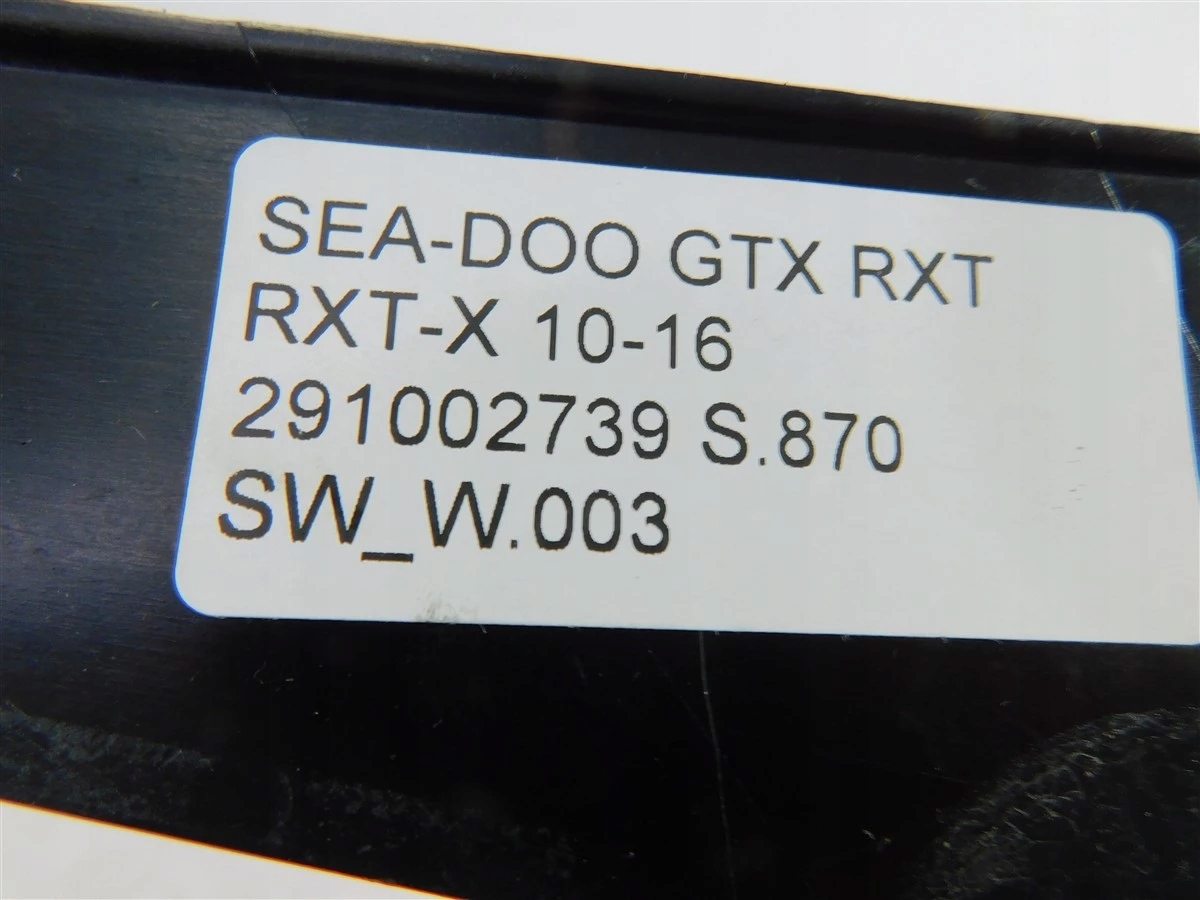 SEA-DOO GTX RXT
RXT-X 10-16
291002739 S.870
SW_W.003